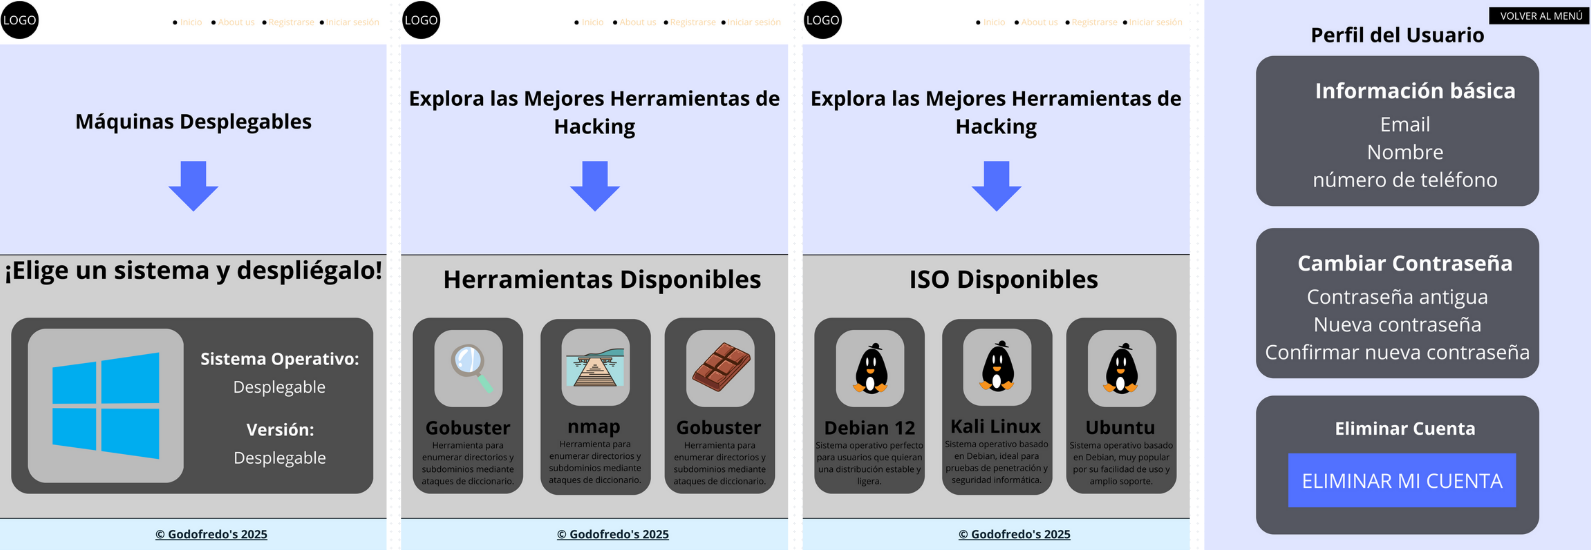 LOGO
Inicio
About us
Registrarse
Iniciar sesión
Máquinas Desplegables
¡Elige un sistema y despliégalo!
Sistema Operativo:
Desplegable
Versión:
Desplegable
© Godofredo's 2025
LOGO
Inicio
About us
Registrarse
Iniciar sesión
Explora las Mejores Herramientas de
Hacking
Herramientas Disponibles
Gobuster
Herramienta para
enumerar directorios y
subdominios mediante
ataques de diccionario.
nmap
Herramienta para
enumerar directorios y
subdominios mediante
ataques de diccionario.
Gobuster
Herramienta para
enumerar directorios y
subdominios mediante
ataques de diccionario.
© Godofredo's 2025
LOGO
Inicio
About us
Registrarse
Iniciar sesión
Explora las Mejores Herramientas de
Hacking
ISO Disponibles
Debian 12
Sistema operativo perfecto
para usuarios que quieran
una distribución estable y
ligera.
Kali Linux
Sistema operativo basado
en Debian, ideal para
pruebas de penetración y
seguridad informática.
Ubuntu
Sistema operativo basado
en Debian, muy popular
por su facilidad de uso y
amplio soporte.
© Godofredo's 2025
VOLVER AL MENÚ
Perfil del Usuario
Información básica
Email
Nombre
número de teléfono
Cambiar Contraseña
Contraseña antigua
Nueva contraseña
Confirmar nueva contraseña
Eliminar Cuenta
ELIMINAR MI CUENTA